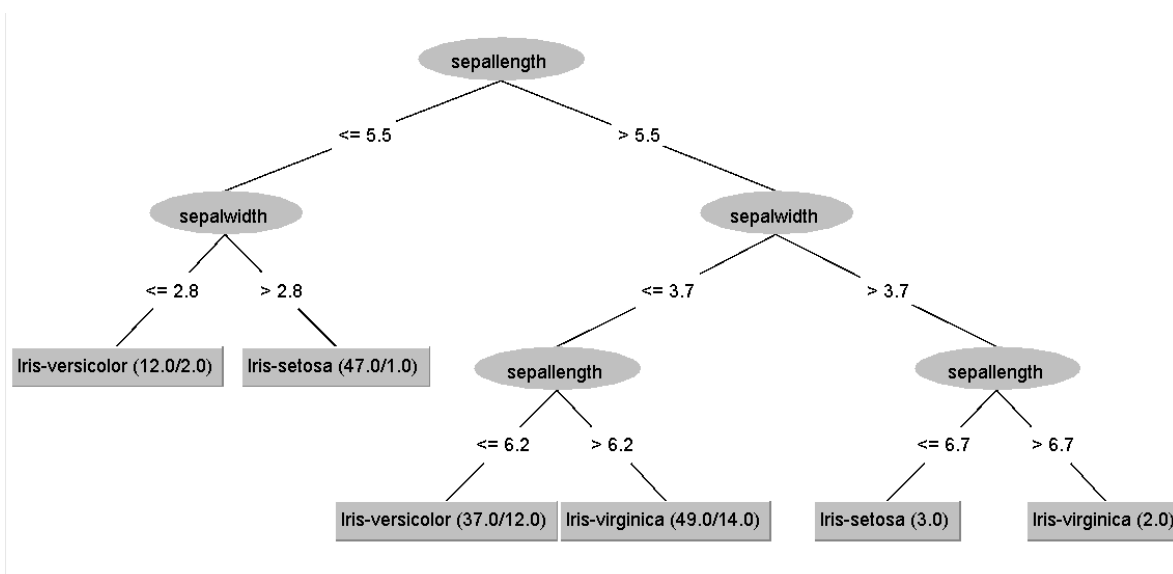 sepallength
<= 5.5
> 5.5
sepalwidth
sepalwidth
<= 2.8
> 2.8
<= 3.7
> 3.7
Iris-versicolor (12.0/2.0)
Iris-setosa (47.0/1.0)
sepallength
sepallength
<= 6.2
> 6.2
<= 6.7
> 6.7
Iris-versicolor (37.0/12.0)
Iris-virginica (49.0/14.0)
Iris-setosa (3.0)
Iris-virginica (2.0)